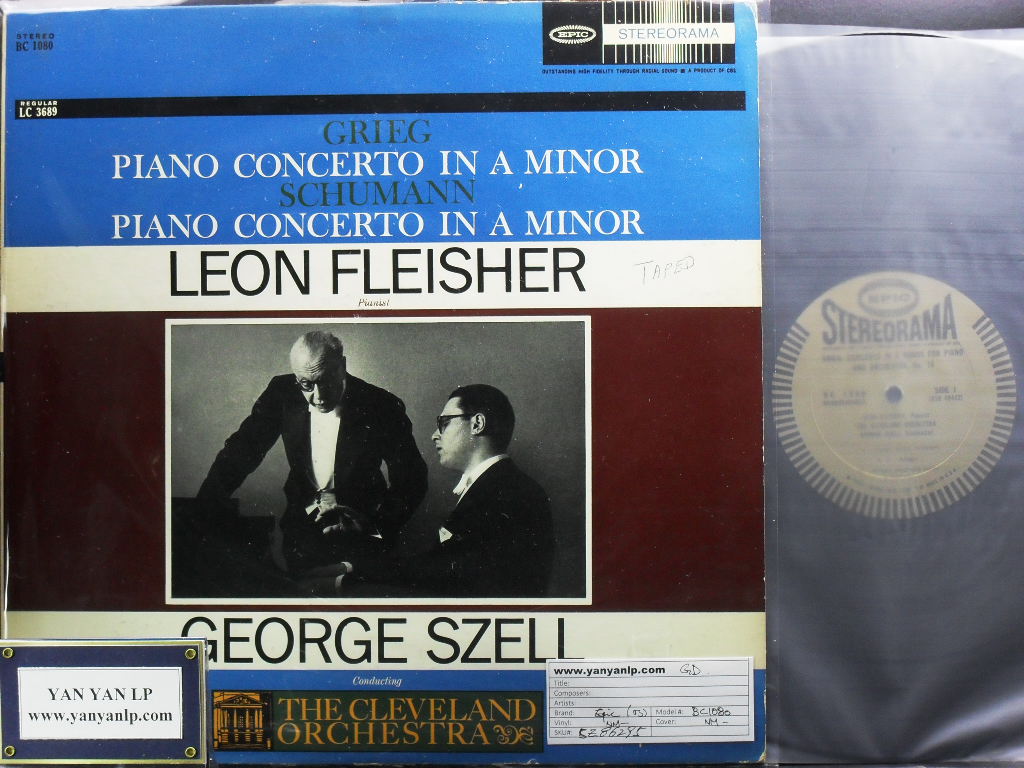 STEREO
BC 1080
EPIC
STEREORAMA
OUTSTANDING HIGH FIDELITY THROUGH RADIAL SOUND A PRODUCT OF CBS
REGULAR
LC 3689
GRIEG
PIANO CONCERTO IN A MINOR
SCHUMANN
PIANO CONCERTO IN A MINOR
LEON FLEISHER
Pianist
TAPED
GEORGE SZELL
Conducting
THE CLEVELAND
ORCHESTRA
YAN YAN LP
www.yanyanlp.com
www.yanyanlp.com GD
Title:
Composers:
Artists:
Brand: Epic Model#: BC1080
Vinyl: NM- Cover: NM-
SKU#:
EPIC
STEREORAMA
SIDE 1